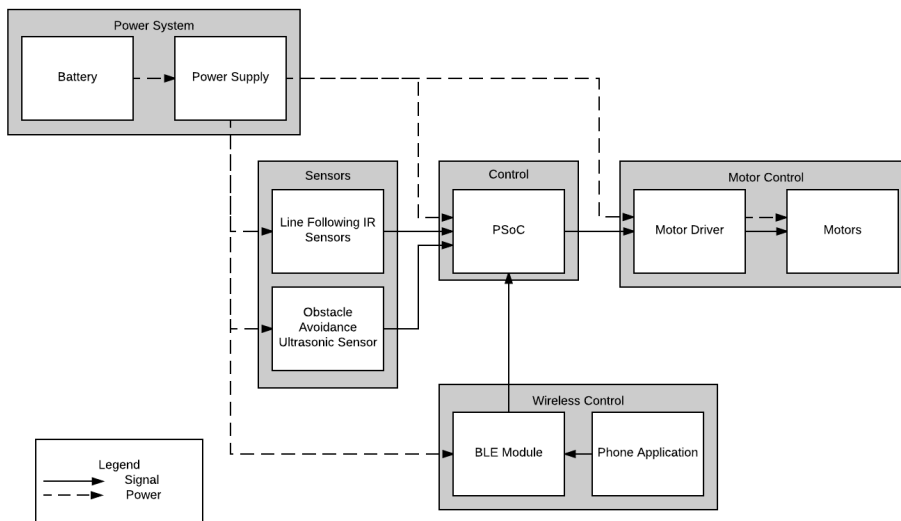 Power System
Battery
Power Supply
Sensors
Line Following IR
Sensors
Obstacle
Avoidance
Ultrasonic Sensor
Control
PSoC
Motor Control
Motor Driver
Motors
Wireless Control
BLE Module
Phone Application
Legend
Signal
Power